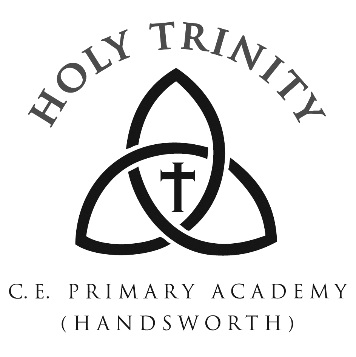 HOLY TRINITY
C.E. PRIMARY ACADEMY
(HANDSWORTH)